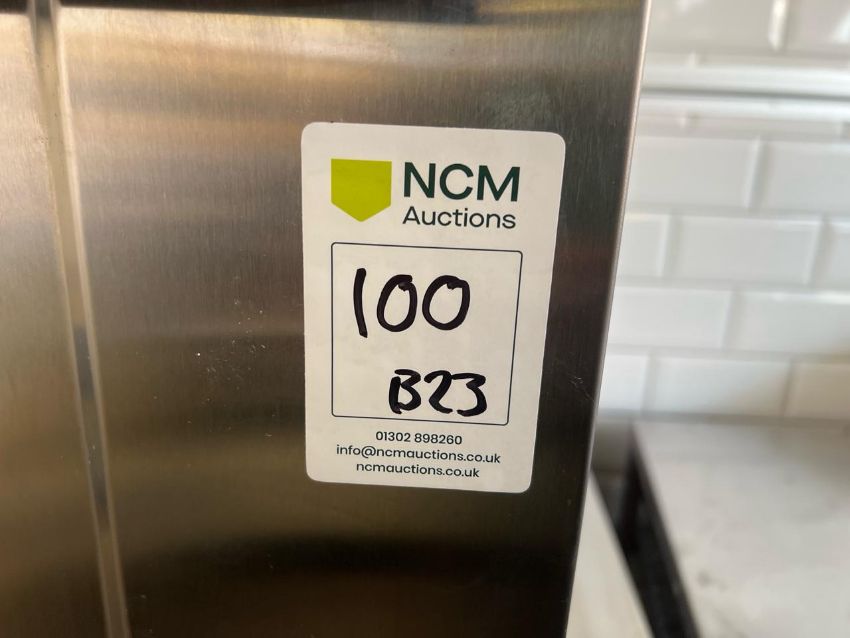 NCM
Auctions
100
B23
01302 898260
info@ncmauctions.co.uk
ncmauctions.co.uk